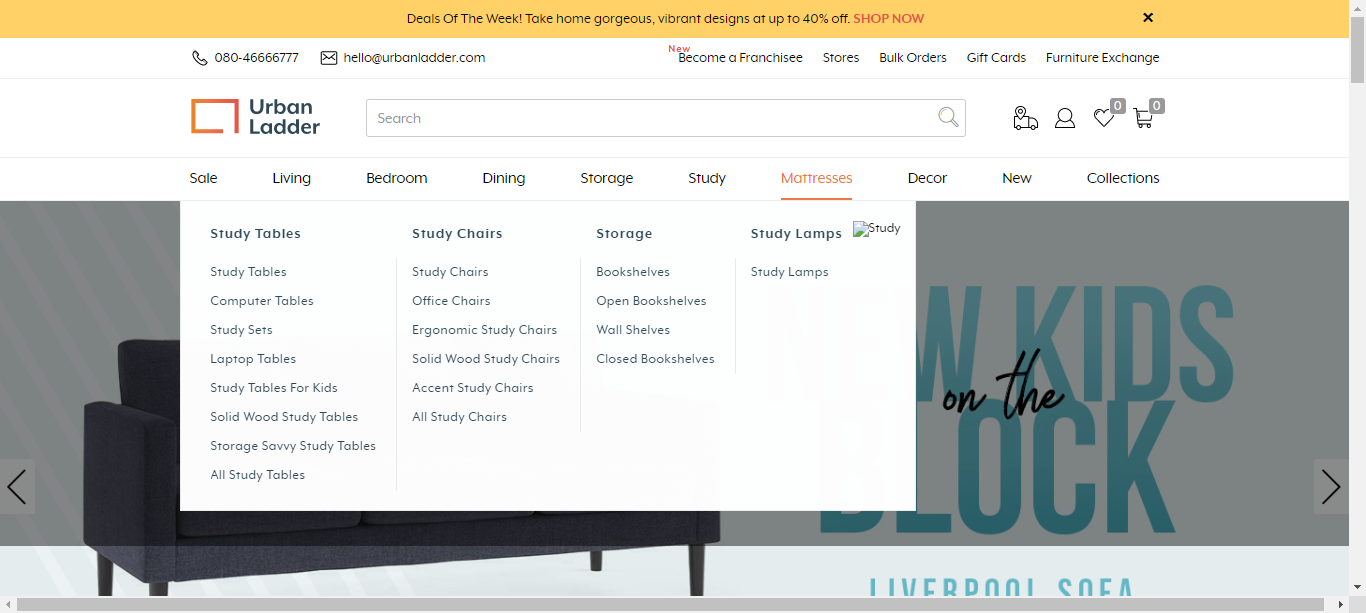 Deals Of The Week! Take home gorgeous, vibrant designs at up to 40% off. SHOP NOW
080-46666777 hello@urbanladder.com New Become a Franchisee Stores Bulk Orders Gift Cards Furniture Exchange
Urban
Ladder
Search
0 0
Sale Living Bedroom Dining Storage Study Mattresses Decor New Collections
Study Tables
Study Tables
Computer Tables
Study Sets
Laptop Tables
Study Tables For Kids
Solid Wood Study Tables
Storage Savvy Study Tables
All Study Tables
Study Chairs
Study Chairs
Office Chairs
Ergonomic Study Chairs
Solid Wood Study Chairs
Accent Study Chairs
All Study Chairs
Storage
Bookshelves
Open Bookshelves
Wall Shelves
Closed Bookshelves
Study Lamps
Study Lamps
Study
NEW KIDS
on the
BLOCK
LIVERPOOL SOFA